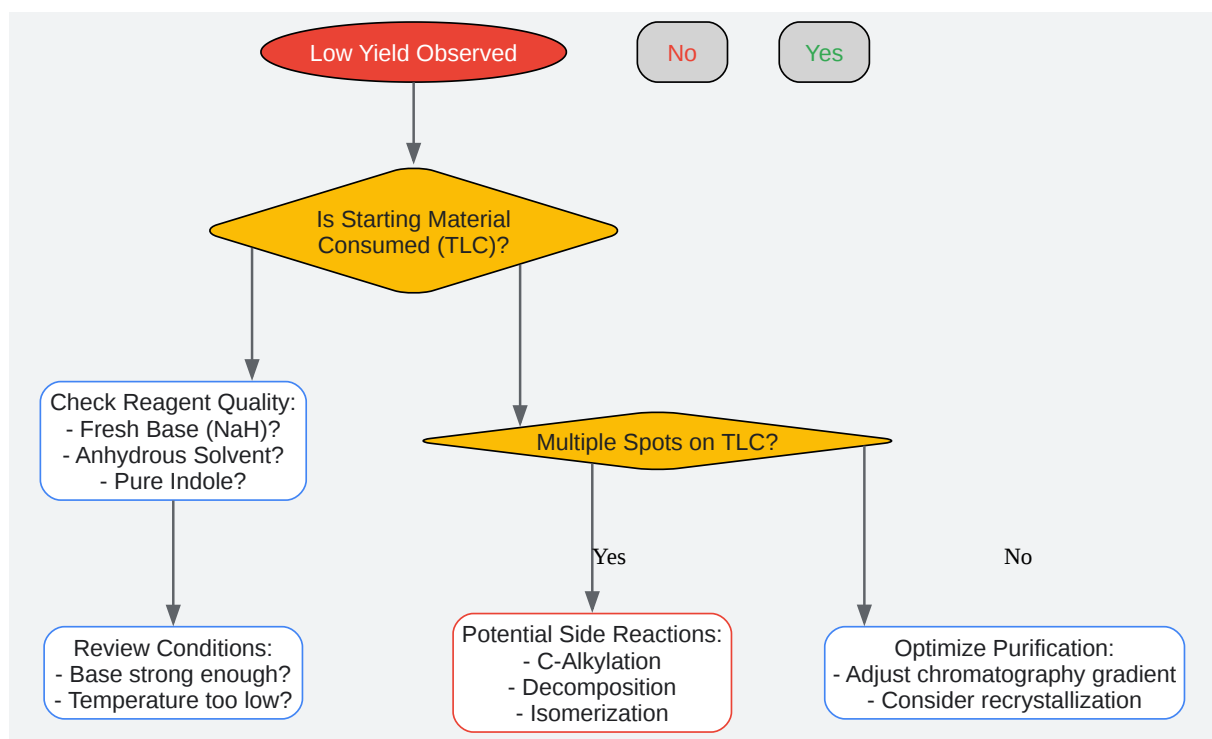 Low Yield Observed
No
Yes
Is Starting Material
Consumed (TLC)?
Check Reagent Quality:
- Fresh Base (NaH)?
- Anhydrous Solvent?
- Pure Indole?
Multiple Spots on TLC?
Yes
No
Review Conditions:
- Base strong enough?
- Temperature too low?
Potential Side Reactions:
- C-Alkylation
- Decomposition
- Isomerization
Optimize Purification:
- Adjust chromatography gradient
- Consider recrystallization